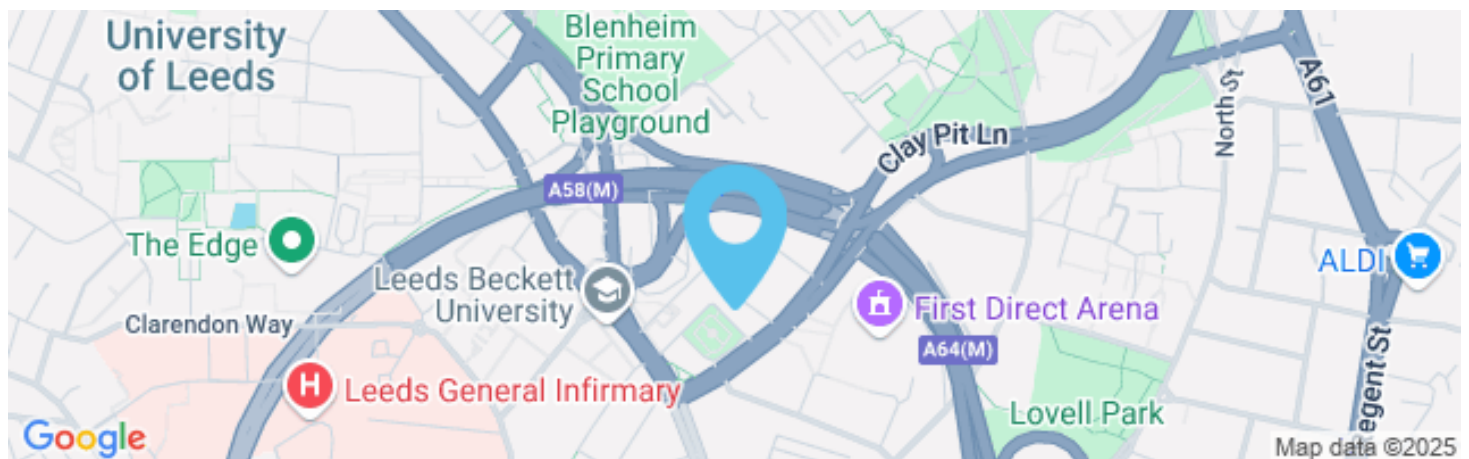 University
of Leeds
Blenheim
Primary
School
Playground
Clay Pit Ln
North St
A61
A58(M)
The Edge
Leeds Beckett
University
ALDI
First Direct Arena
Clarendon Way
A64(M)
H
Leeds General Infirmary
Lovell Park
Regent St
Google
Map data ©2025